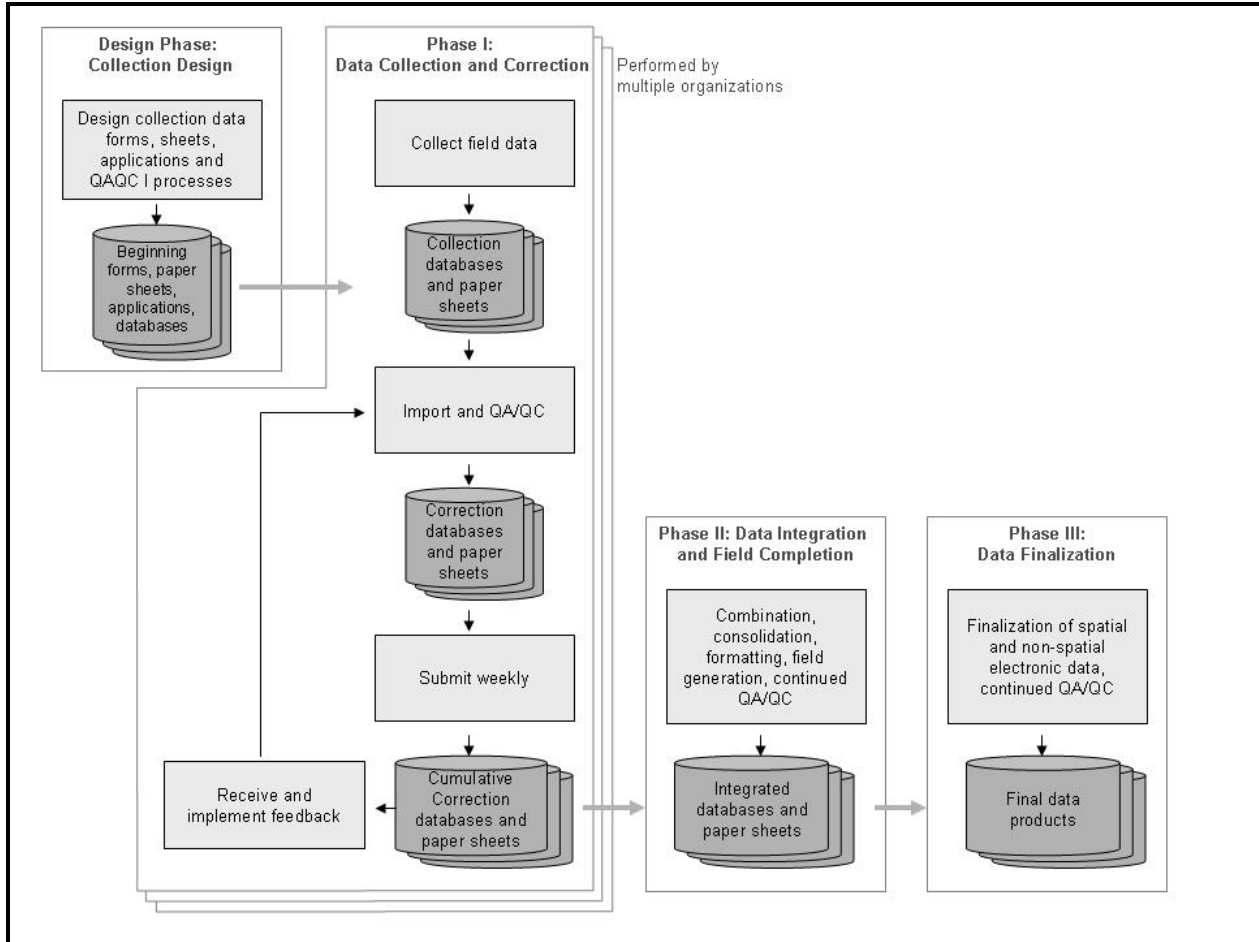 Design Phase:
Collection Design
Design collection data
forms, sheets,
applications and
QAQC I processes
Beginning
forms, paper
sheets,
applications,
databases
Phase I:
Data Collection and Correction
Performed by
multiple organizations
Collect field data
Collection
databases
and paper
sheets
Import and QA/QC
Correction
databases
and paper
sheets
Submit weekly
Cumulative
Correction
databases and
paper sheets
Receive and
implement feedback
Phase II: Data Integration
and Field Completion
Combination,
consolidation,
formatting, field
generation, continued
QA/QC
Integrated
databases and
paper sheets
Phase III:
Data Finalization
Finalization of spatial
and non-spatial
electronic data,
continued QA/QC
Final data
products